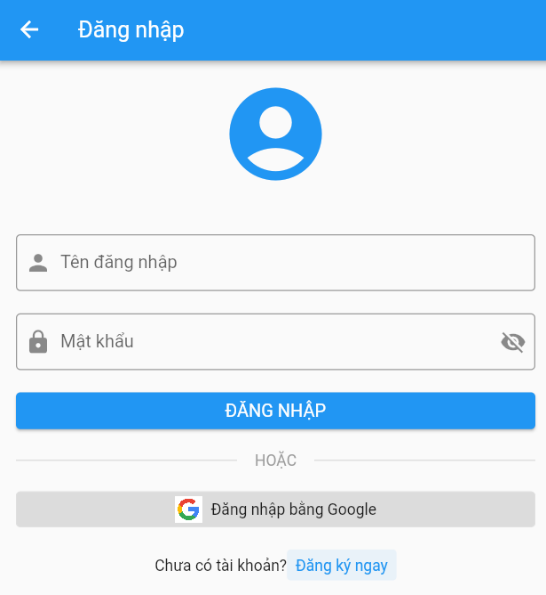 Đăng nhập
Tên đăng nhập
Mật khẩu
ĐĂNG NHẬP
HOẶC
Đăng nhập bằng Google
Chưa có tài khoản? Đăng ký ngay